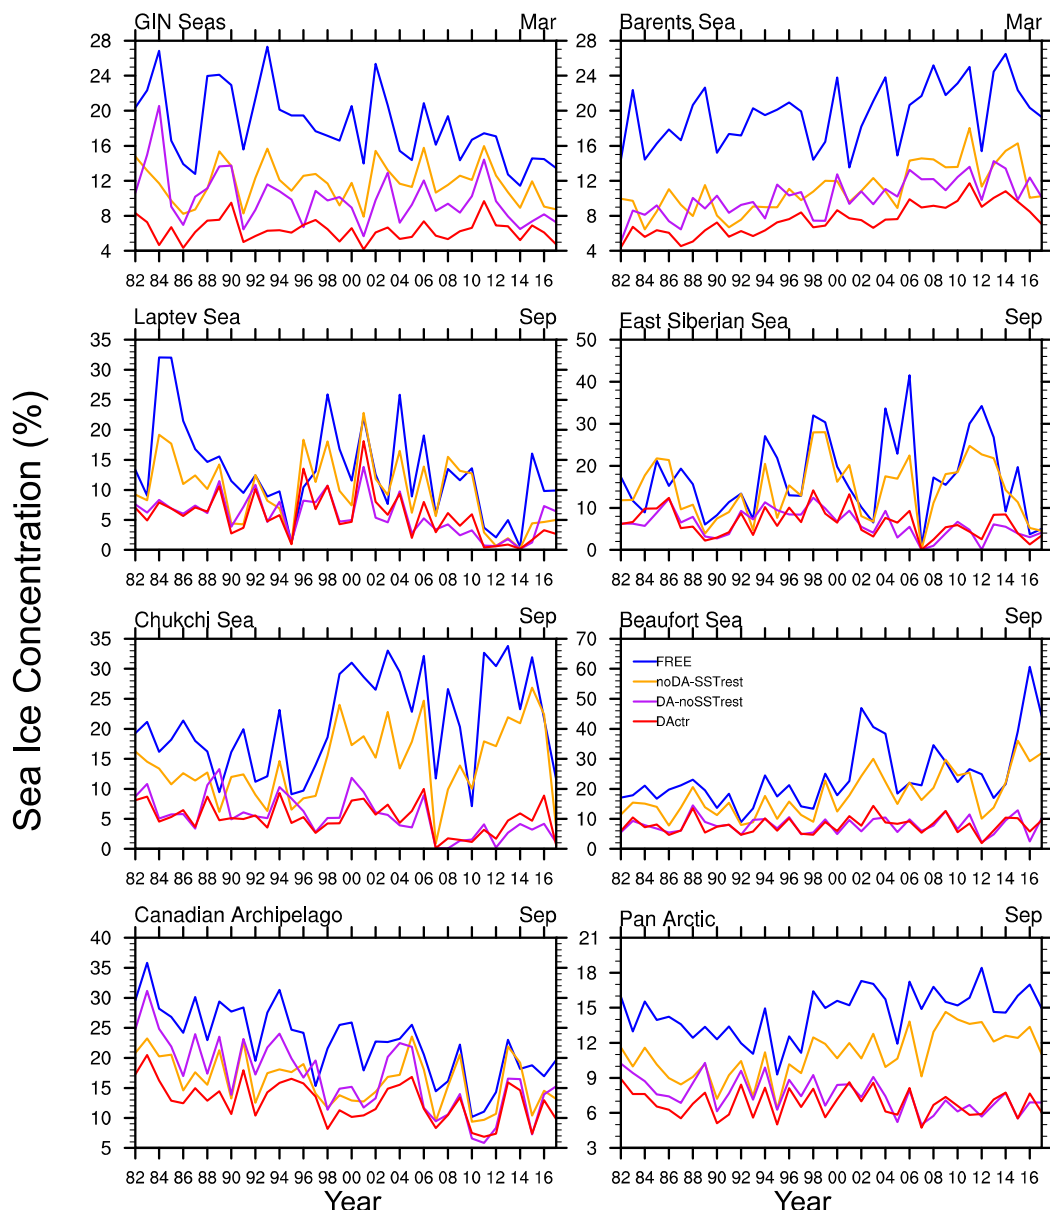 GIN Seas Mar Barents Sea Mar
28 28
24 24
20 20
16 16
12 12
8 8
4 4
82 84 86 88 90 92 94 96 98 00 02 04 06 08 10 12 14 16 82 84 86 88 90 92 94 96 98 00 02 04 06 08 10 12 14 16
Laptev Sea Sep East Siberian Sea Sep
35 50
30 40
25 30
20 20
15 10
10 0
5
0
82 84 86 88 90 92 94 96 98 00 02 04 06 08 10 12 14 16 82 84 86 88 90 92 94 96 98 00 02 04 06 08 10 12 14 16
Sea Ice Concentration (%)
Chukchi Sea Sep Beaufort Sea Sep
35 70
30 60
25 50
20 40
15 30
10 20
5 10
0 0
FREE
noDA-SSTrest
DA-noSSTrest
DActr
82 84 86 88 90 92 94 96 98 00 02 04 06 08 10 12 14 16 82 84 86 88 90 92 94 96 98 00 02 04 06 08 10 12 14 16
Canadian Archipelago Sep Pan Arctic Sep
40 21
35 18
30 15
25 12
20 9
15 6
10 3
5
82 84 86 88 90 92 94 96 98 00 02 04 06 08 10 12 14 16 82 84 86 88 90 92 94 96 98 00 02 04 06 08 10 12 14 16
Year Year